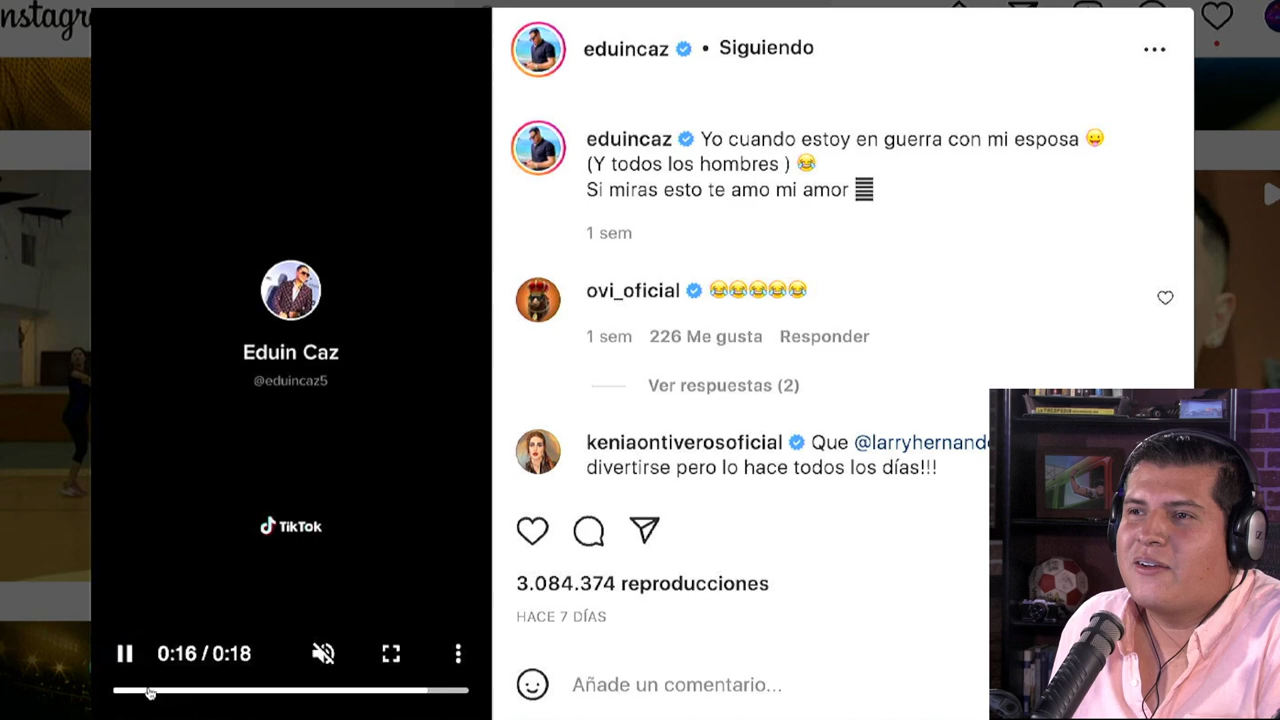 nstagr
eduincaz • Siguiendo
eduincaz Yo cuando estoy en guerra con mi esposa 😛
(Y todos los hombres ) 😂
Si miras esto te amo mi amor
1 sem
ovi_oficial 😂😂😂😂😂
1 sem 226 Me gusta Responder
Ver respuestas (2)
keniaontiverosoficial Que @larryhernand
divertirse pero lo hace todos los días!!!
3.084.374 reproducciones
HACE 7 DÍAS
Añade un comentario...
Eduin Caz
@eduincaz5
TikTok
0:16 / 0:18